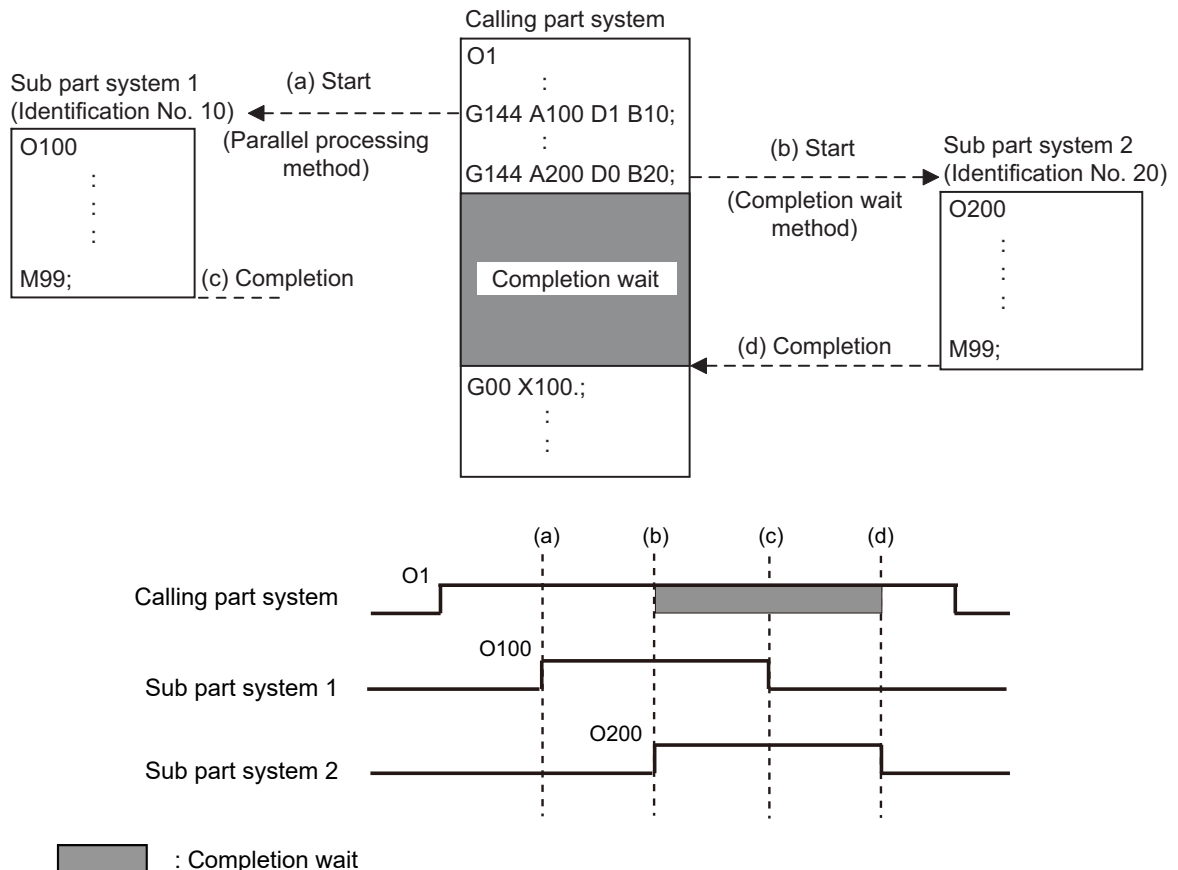 Calling part system
O1
:
G144 A100 D1 B10;
:
G144 A200 D0 B20;
Completion wait
G00 X100.;
:
:
Sub part system 1
(Identification No. 10)
O100
:
:
:
M99;
(a) Start
(Parallel processing
method)
(c) Completion
(b) Start
(Completion wait
method)
(d) Completion
Sub part system 2
(Identification No. 20)
O200
:
:
:
M99;
(a) (b) (c) (d)
O1
Calling part system
O100
Sub part system 1
O200
Sub part system 2
: Completion wait